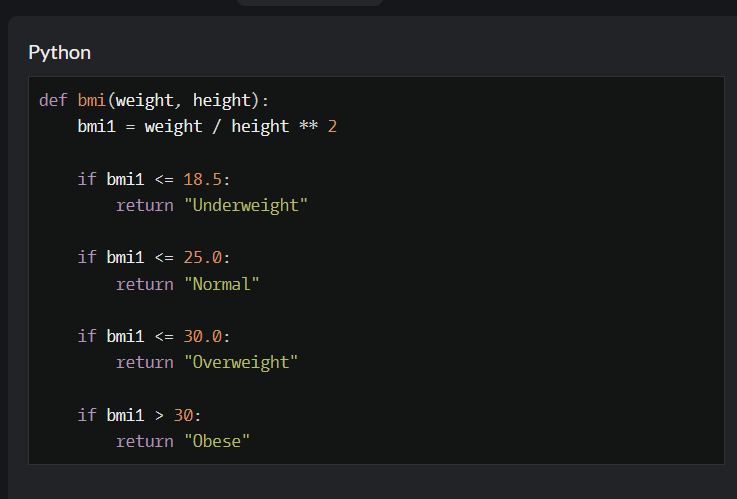 Python
def bmi(weight, height):
    bmi1 = weight / height ** 2
    if bmi1 <= 18.5:
        return "Underweight"
    if bmi1 <= 25.0:
        return "Normal"
    if bmi1 <= 30.0:
        return "Overweight"
    if bmi1 > 30:
        return "Obese"